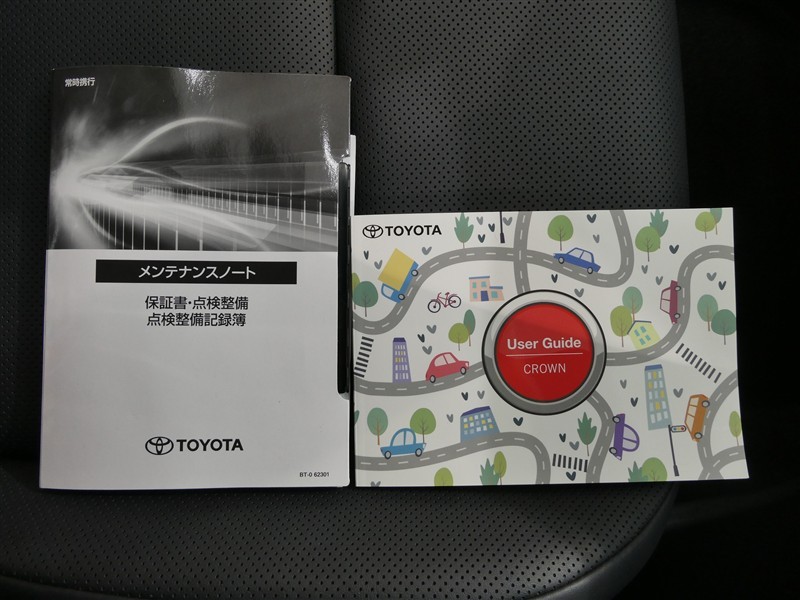 常時携行
メンテナンスノート
保証書・点検整備
点検整備記録簿
TOYOTA
BT-0 62301
TOYOTA
User Guide
CROWN